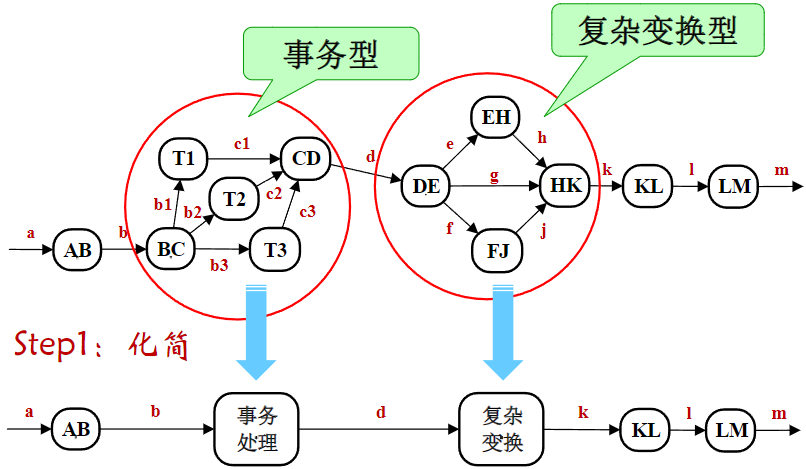 事务型
复杂变换型
a
AB
b
BC
b1
b2
b3
T1
T2
T3
c1
c2
c3
CD
d
DE
e
g
f
EH
FJ
h
j
HK
k
KL
l
LM
m
Step1：化简
a
AB
b
事务
处理
d
复杂
变换
k
KL
l
LM
m